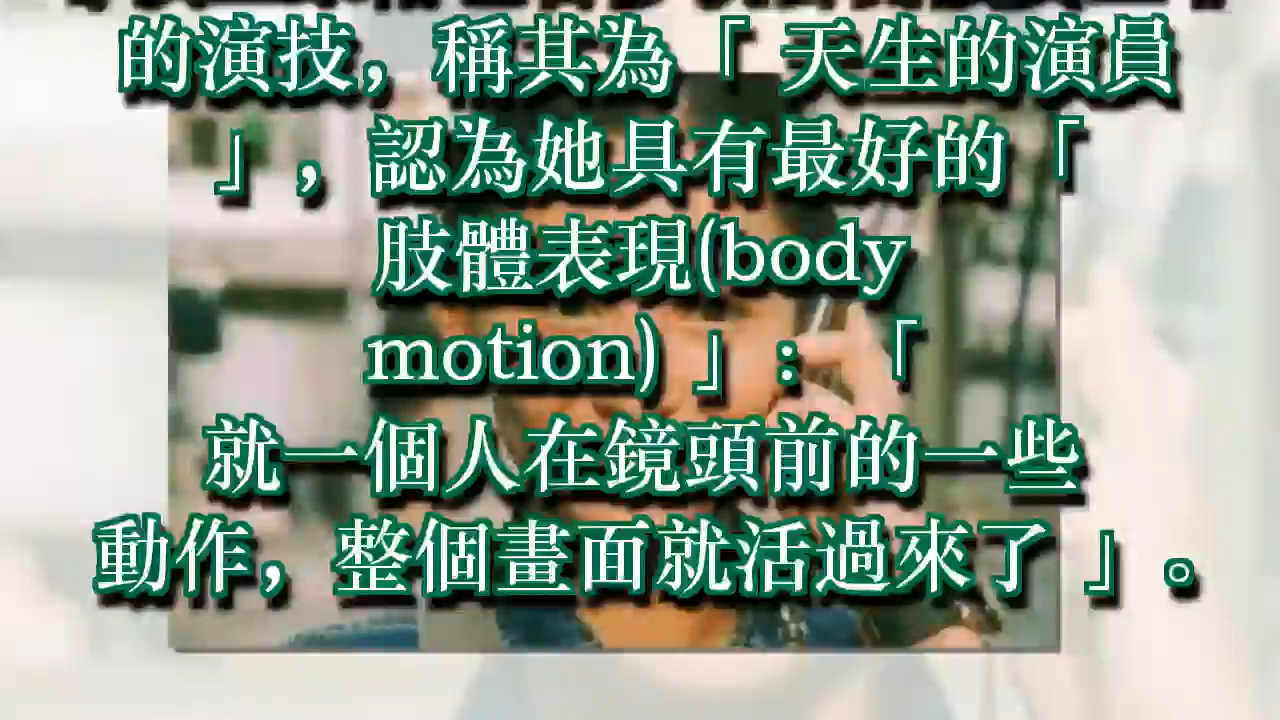 的演技，稱其為「 天生的演員
」，認為她具有最好的「
肢體表現(body
motion) 」：「
就一個人在鏡頭前的一些
動作，整個畫面就活過來了 」。